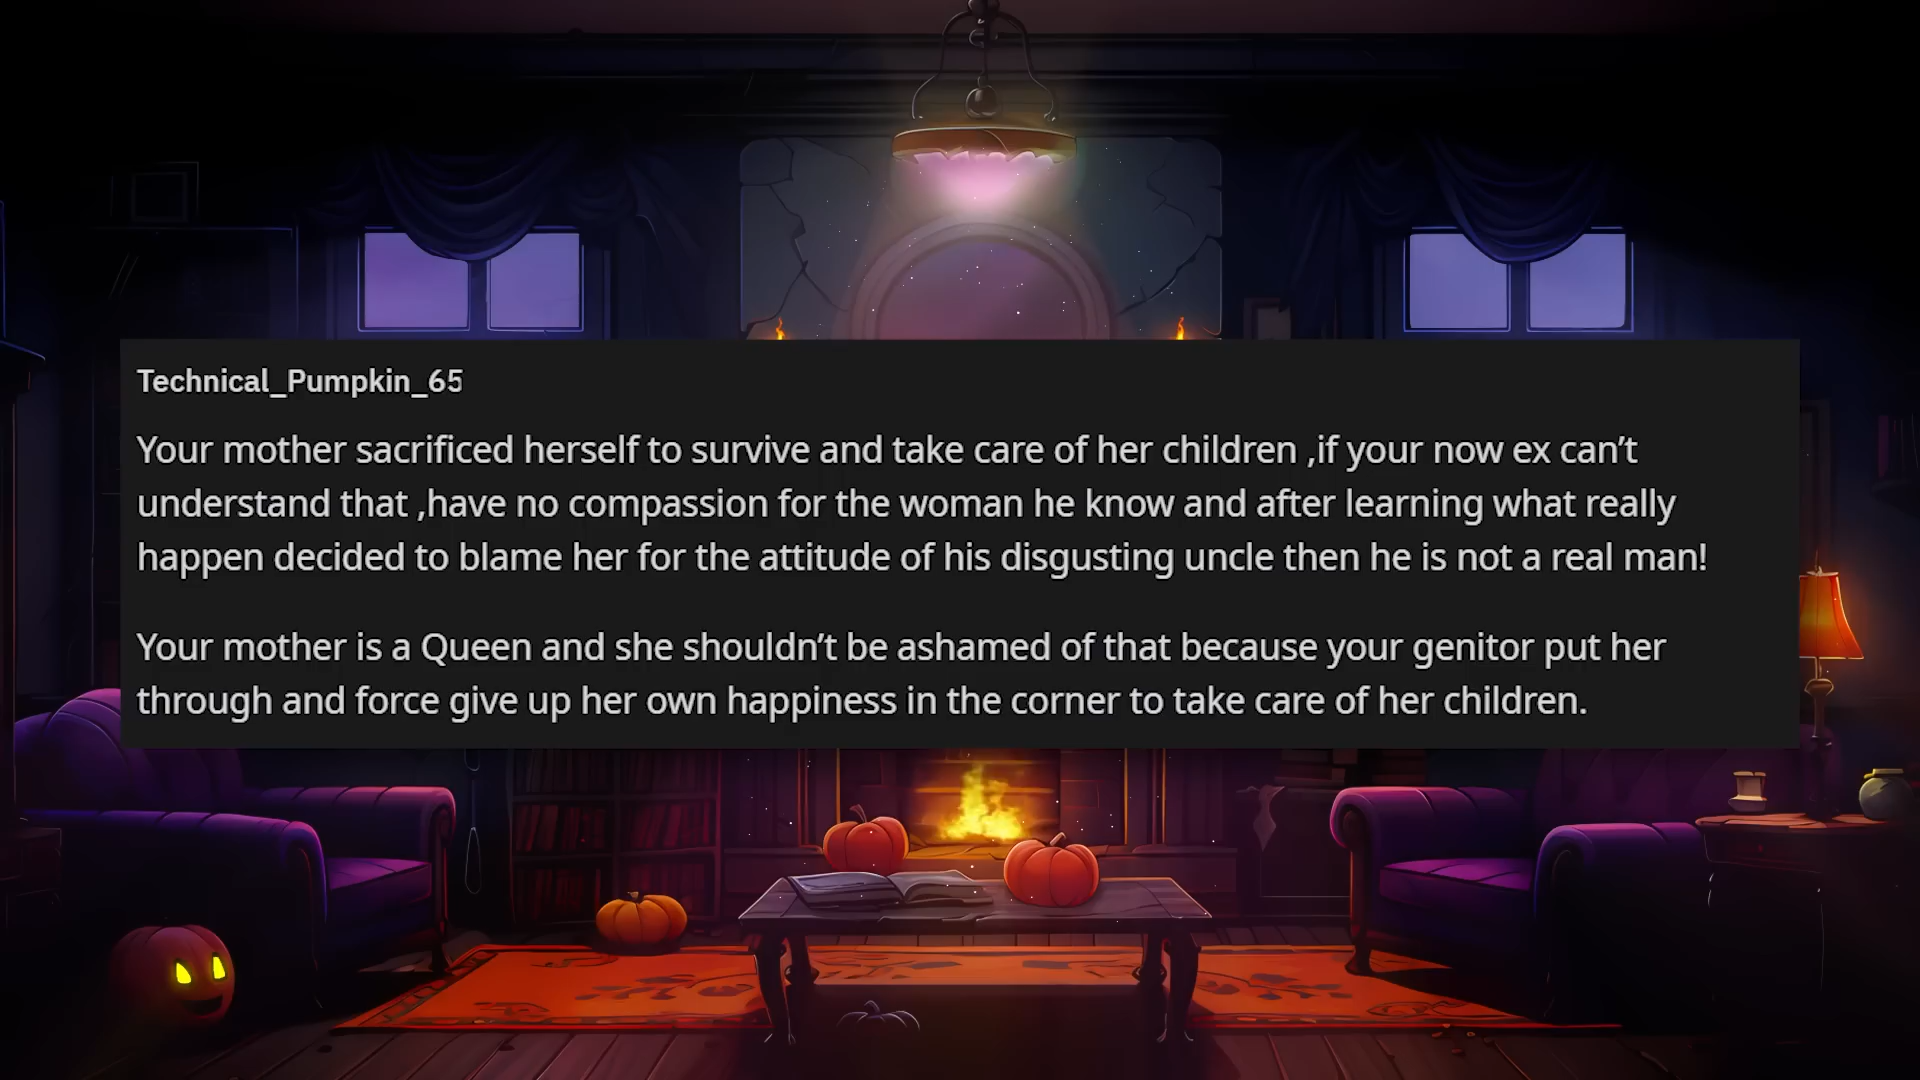 Technical_Pumpkin_65
Your mother sacrificed herself to survive and take care of her children ,if your now ex can’t
understand that ,have no compassion for the woman he know and after learning what really
happen decided to blame her for the attitude of his disgusting uncle then he is not a real man!
Your mother is a Queen and she shouldn’t be ashamed of that because your genitor put her
through and force give up her own happiness in the corner to take care of her children.